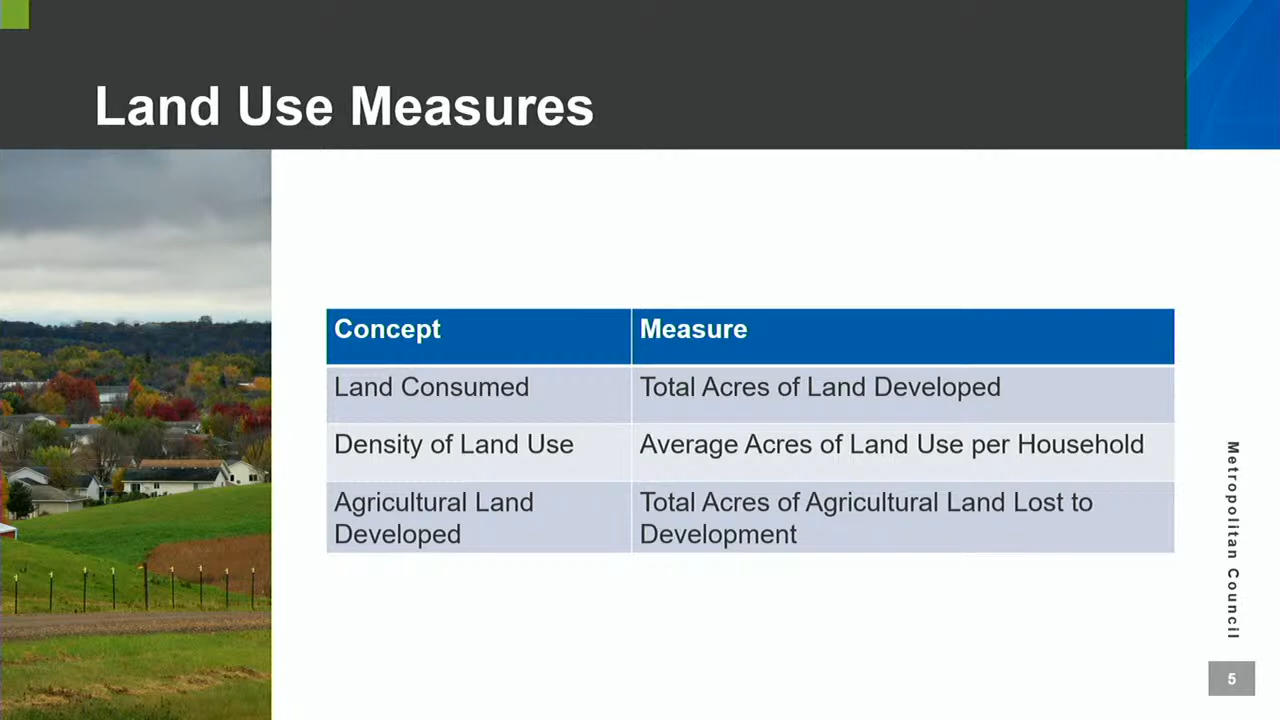 Land Use Measures
Concept
Measure
Land Consumed
Total Acres of Land Developed
Density of Land Use
Average Acres of Land Use per Household
Agricultural Land
Developed
Total Acres of Agricultural Land Lost to
Development
Metropolitan Council
5